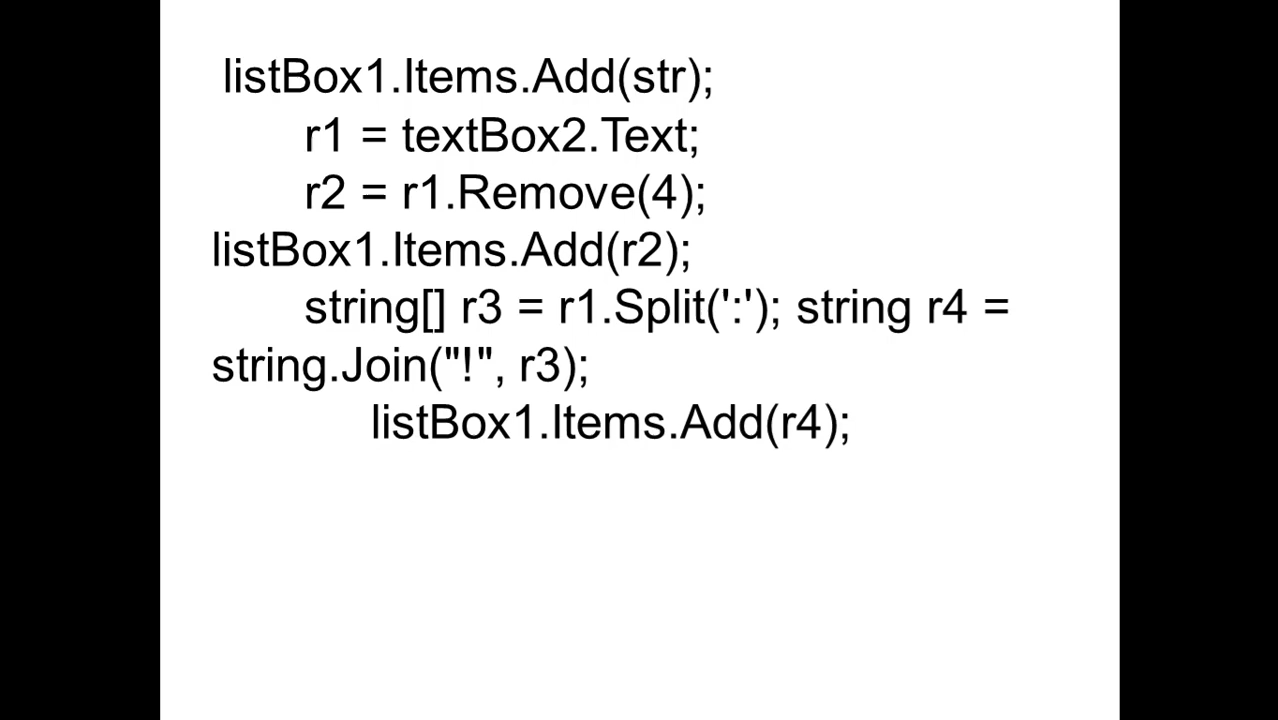 listBox1.Items.Add(str);
r1 = textBox2.Text;
r2 = r1.Remove(4);
listBox1.Items.Add(r2);
string[] r3 = r1.Split(':'); string r4 =
string.Join("!", r3);
listBox1.Items.Add(r4);